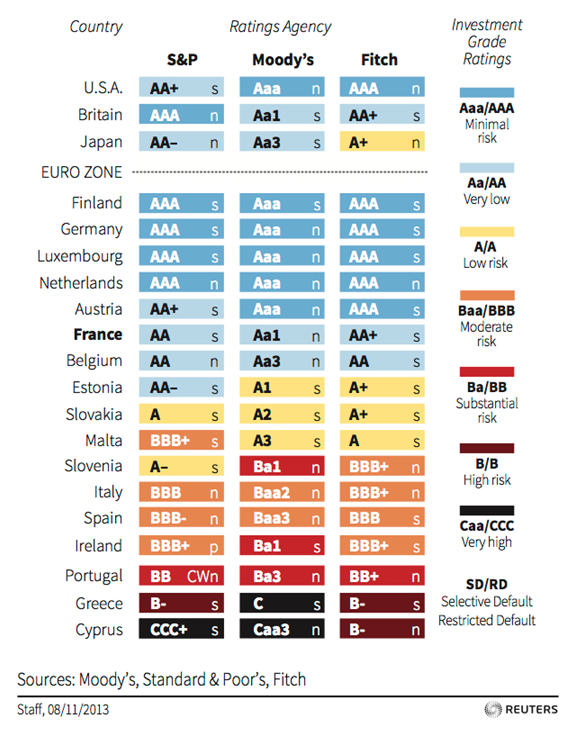 Country Ratings Agency Investment Grade Ratings
S&P Moody's Fitch
U.S.A. AA+ s Aaa n AAA n
Britain AAA n Aa1 s AA+ s
Japan AA– n Aa3 s A+ n
EURO ZONE
Finland AAA s Aaa s AAA s
Germany AAA s Aaa n AAA s
Luxembourg AAA s Aaa n AAA s
Netherlands AAA n Aaa n AAA n
Austria AA+ s Aaa n AAA s
France AA s Aa1 n AA+ s
Belgium AA n Aa3 n AA s
Estonia AA– s A1 s A+ s
Slovakia A s A2 s A+ s
Malta BBB+ s A3 s A s
Slovenia A– s Ba1 n BBB+ n
Italy BBB n Baa2 n BBB+ n
Spain BBB- n Baa3 n BBB s
Ireland BBB+ p Ba1 s BBB+ s
Portugal BB CWn Ba3 n BB+ n
Greece B- s C s B- s
Cyprus CCC+ s Caa3 n B- n
Aaa/AAA
Minimal
risk
Aa/AA
Very low
A/A
Low risk
Baa/BBB
Moderate
risk
Ba/BB
Substantial
risk
B/B
High risk
Caa/CCC
Very high
SD/RD
Selective Default
Restricted Default
Sources: Moody's, Standard & Poor's, Fitch
Staff, 08/11/2013
REUTERS